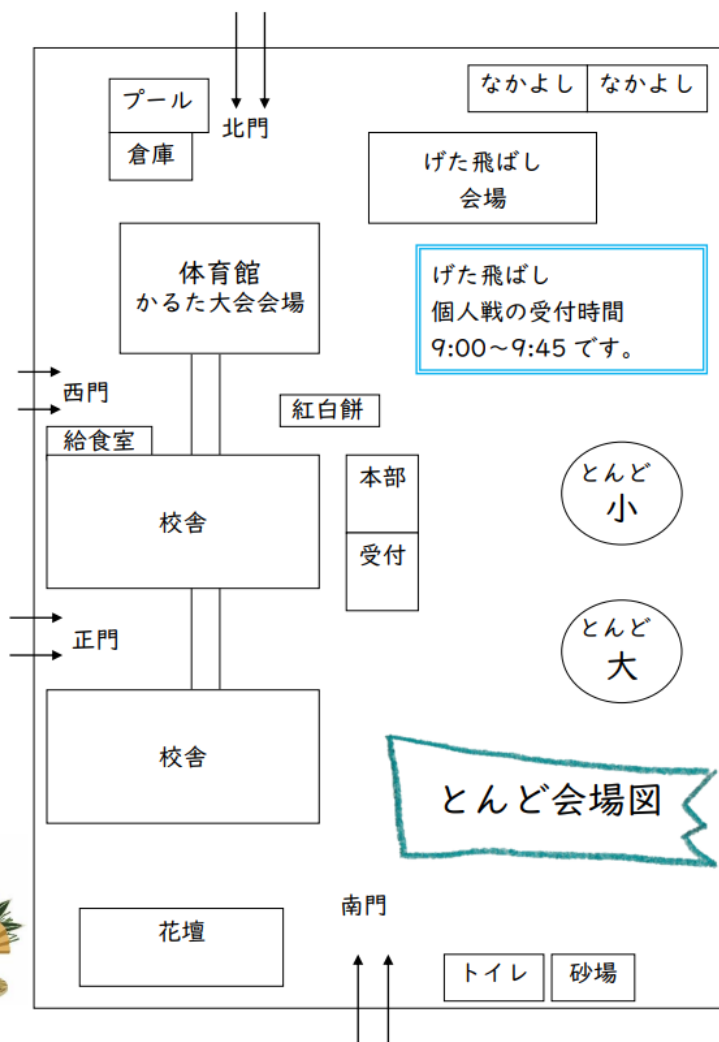 プール
なかよし
なかよし
北門
倉庫
げた飛ばし
会場
体育館
かるた大会会場
げた飛ばし
個人戦の受付時間
9:00～9:45 です。
西門
紅白餅
給食室
校舎
本部
受付
とんど
小
正門
とんど
大
校舎
とんど会場図
南門
花壇
トイレ
砂場